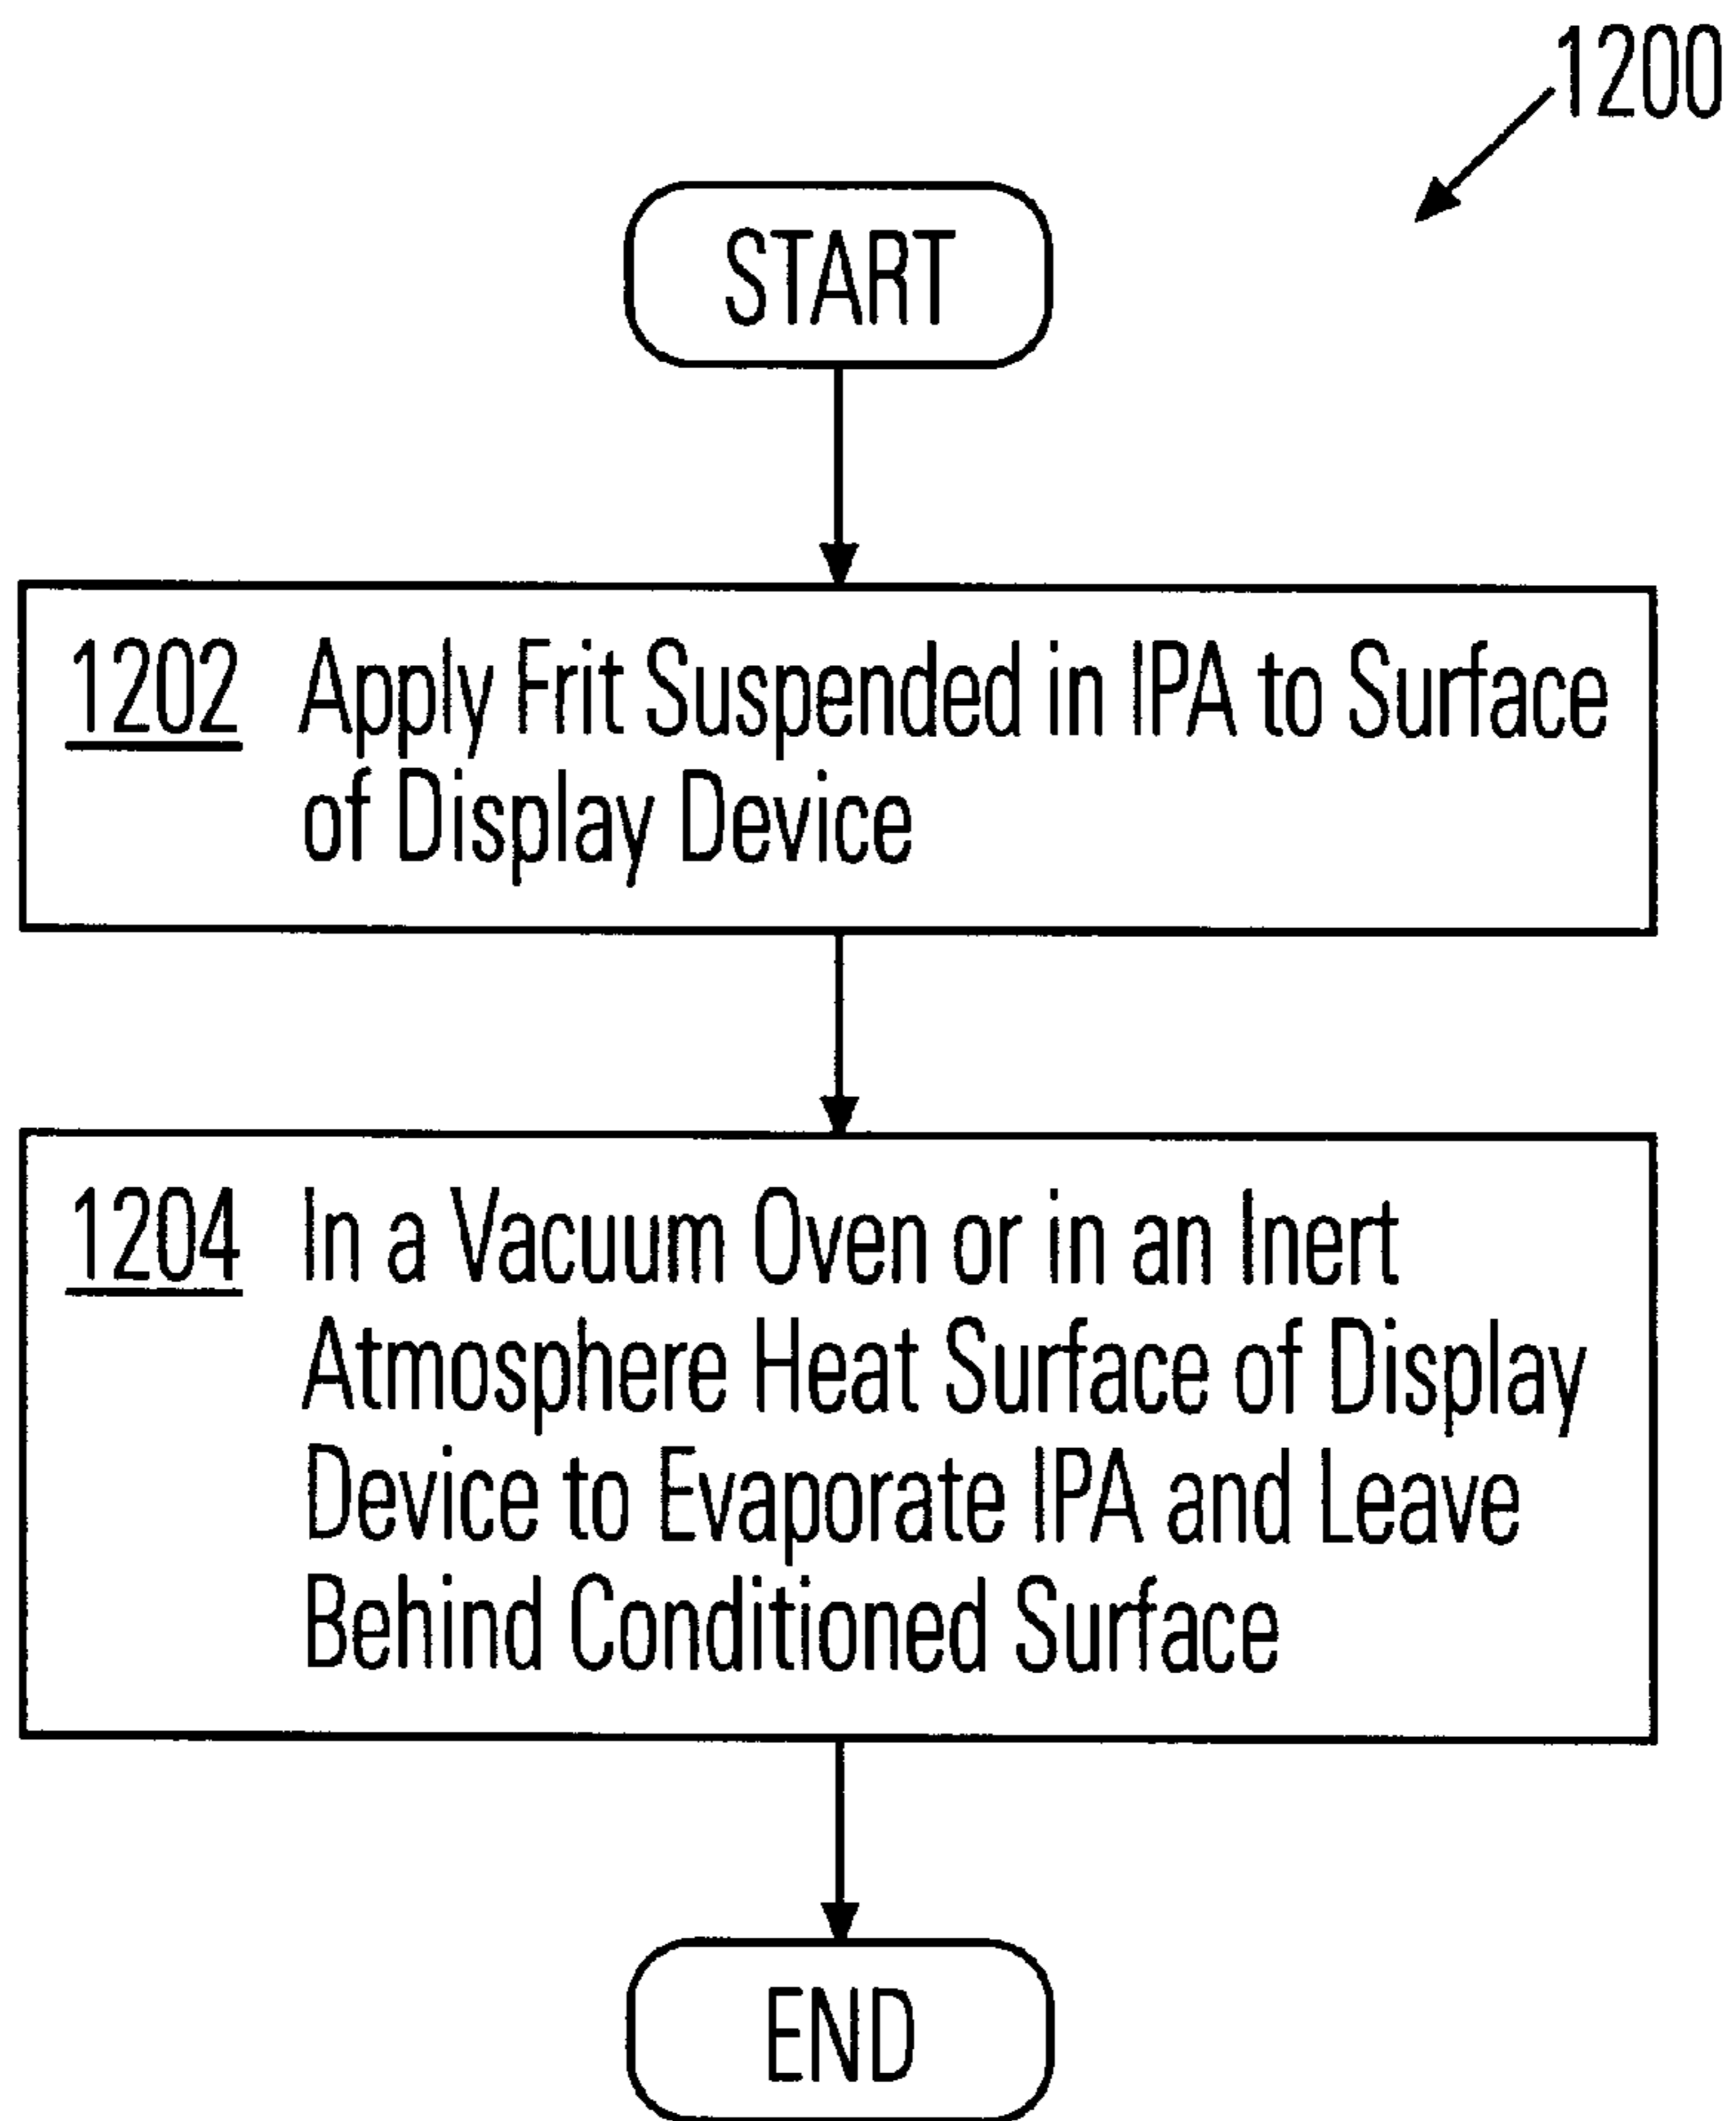 1200
START
1202 Apply Frit Suspended in IPA to Surface
of Display Device
1204 In a Vacuum Oven or in an Inert
Atmosphere Heat Surface of Display
Device to Evaporate IPA and Leave
Behind Conditioned Surface
END